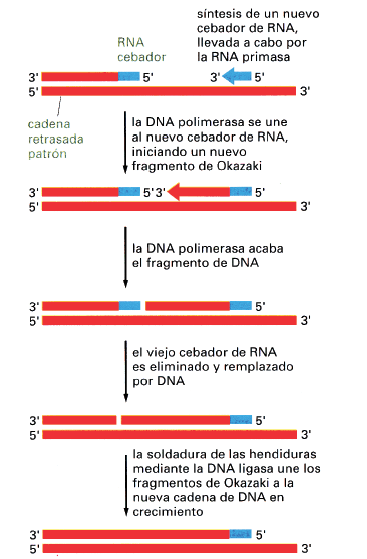 síntesis de un nuevo
cebador de RNA,
llevada a cabo por
la RNA primasa
RNA
cebador
3' 5' 3' 5'
5' 3'
cadena
retrasada
patrón
la DNA polimerasa se une
al nuevo cebador de RNA,
iniciando un nuevo
fragmento de Okazaki
3' 5' 3' 5'
5' 3'
la DNA polimerasa acaba
el fragmento de DNA
3' 5'
5' 3'
el viejo cebador de RNA
es eliminado y remplazado
por DNA
3' 5'
5' 3'
la soldadura de las hendiduras
mediante la DNA ligasa une los
fragmentos de Okazaki a la
nueva cadena de DNA en
crecimiento
3' 5'
5' 3'